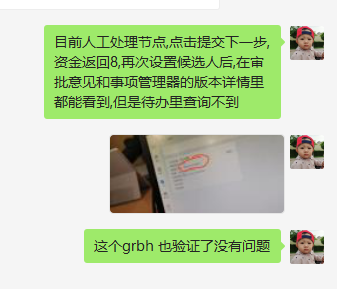 目前人工处理节点,点击提交下一步,
资金返回8,再次设置候选人后,在审
批意见和事项管理器的版本详情里
都能看到,但是待办里查询不到
这个grbh 也验证了没有问题